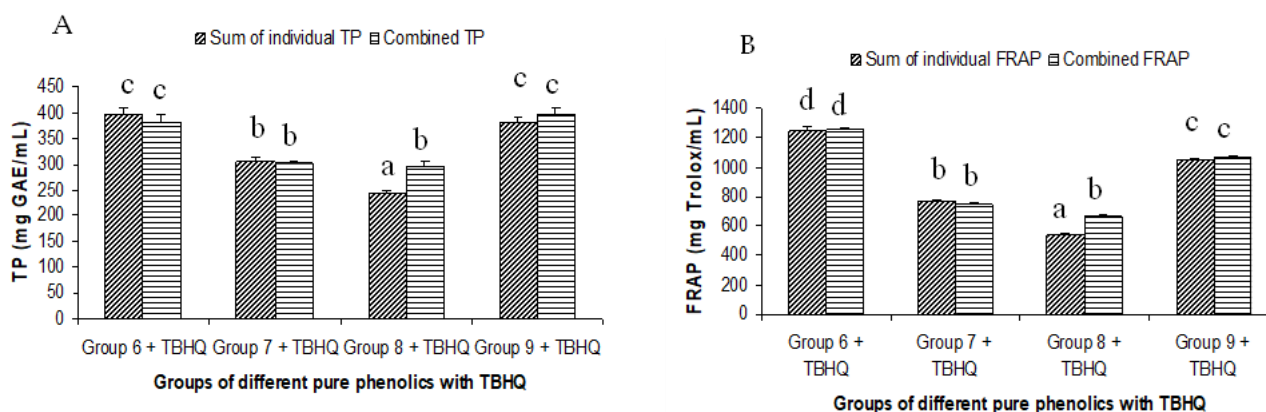 A
Sum of individual TP Combined TP
TP (mg GAE/mL)
450
400
350
300
250
200
150
100
50
0
c c b b a b c c
Group 6 + TBHQ Group 7 + TBHQ Group 8 + TBHQ Group 9 + TBHQ
Groups of different pure phenolics with TBHQ
B
Sum of individual FRAP Combined FRAP
FRAP (mg Trolox/mL)
1400
1200
1000
800
600
400
200
0
d d b b a b c c
Group 6 + TBHQ
Group 7 + TBHQ
Group 8 + TBHQ
Group 9 + TBHQ
Groups of different pure phenolics with TBHQ